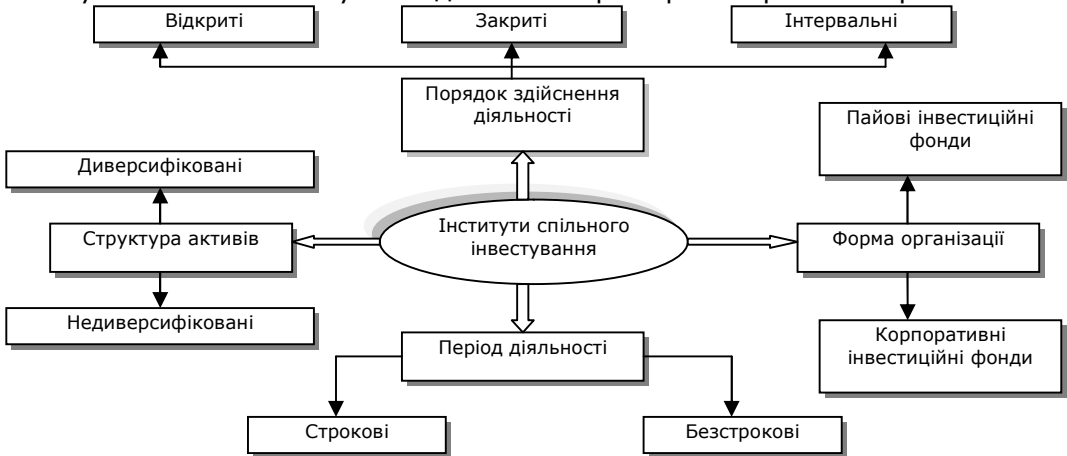 Відкриті
Закриті
Інтервальні
Порядок здійснення
діяльності
Пайові інвестиційні
фонди
Диверсифіковані
Інститути спільного
інвестування
Структура активів
Форма організації
Недиверсифіковані
Період діяльності
Корпоративні
інвестиційні фонди
Строкові
Безстрокові